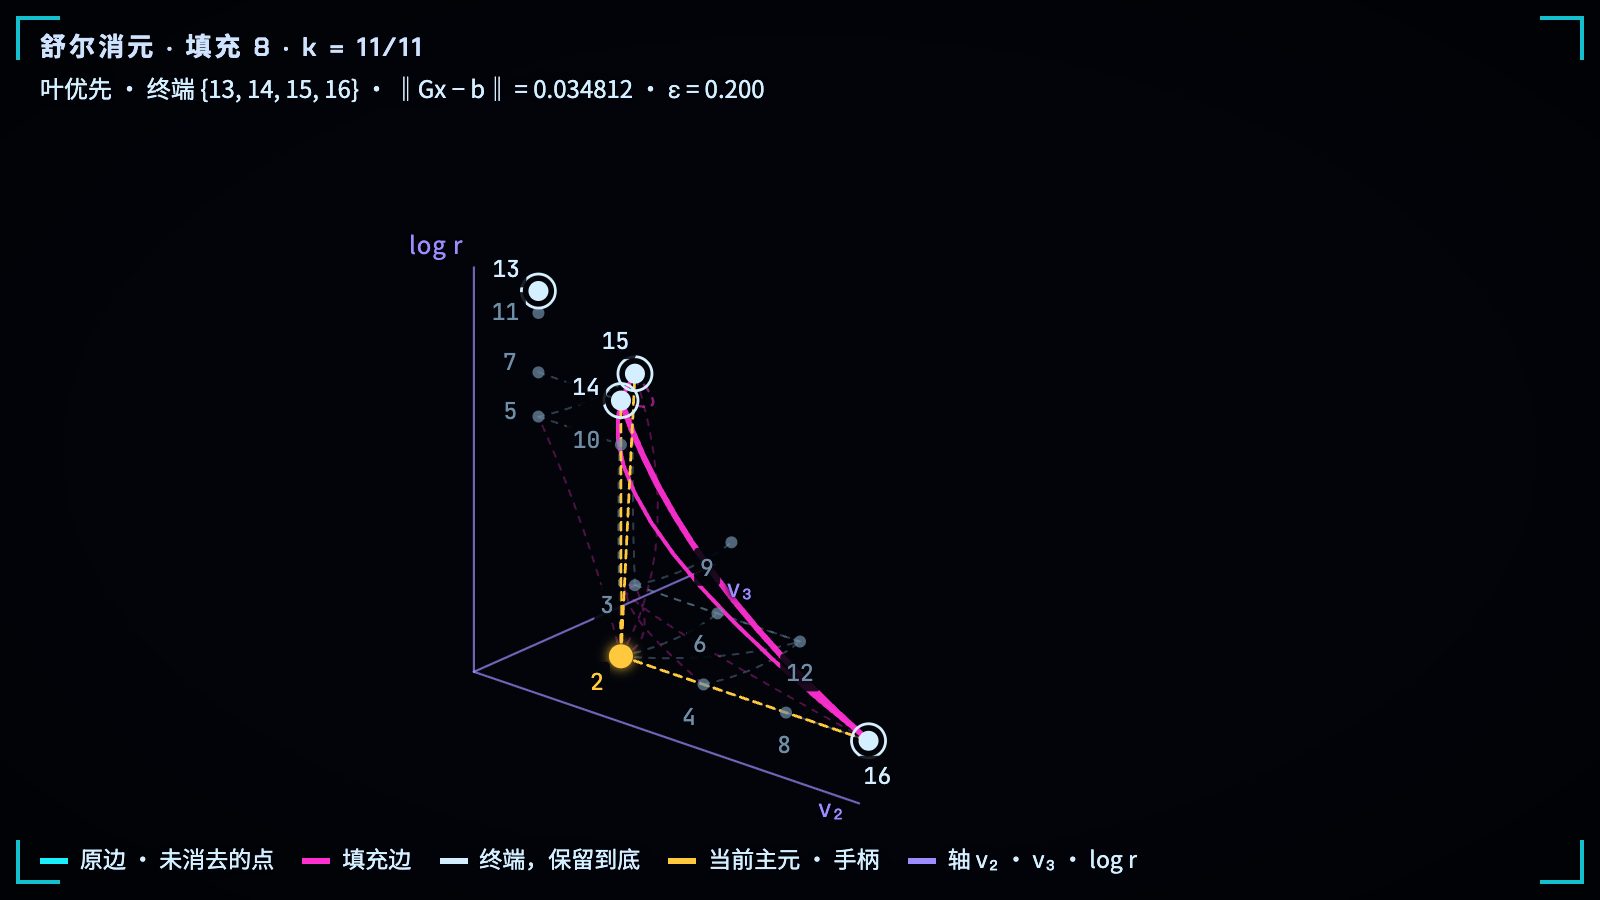 舒尔消元 · 填充 8 · k = 11/11
叶优先 · 终端 {13, 14, 15, 16} · ‖Gx − b‖ = 0.034812 · ε = 0.200
log r
13
11
15
7
14
5
10
9
v₃
3
6
12
2
4
8
16
v₂
原边 · 未消去的点
填充边
终端，保留到底
当前主元 · 手柄
轴 v₂ · v₃ · log r